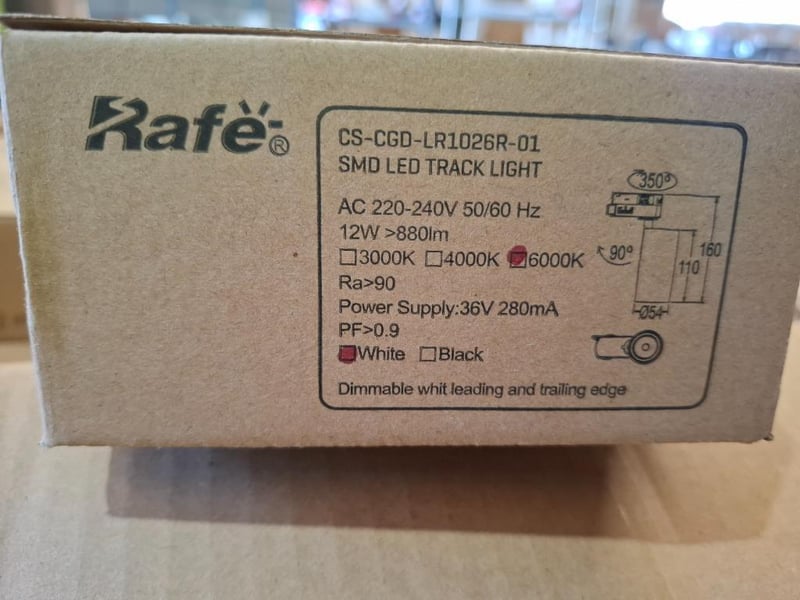 Rafe®
CS-CGD-LR1026R-01
SMD LED TRACK LIGHT
AC 220-240V 50/60 Hz
12W >880lm
3000K 4000K 6000K
Ra>90
Power Supply:36V 280mA
PF>0.9
White Black
Dimmable whit leading and trailing edge
350°
90°
160
110
Ø54